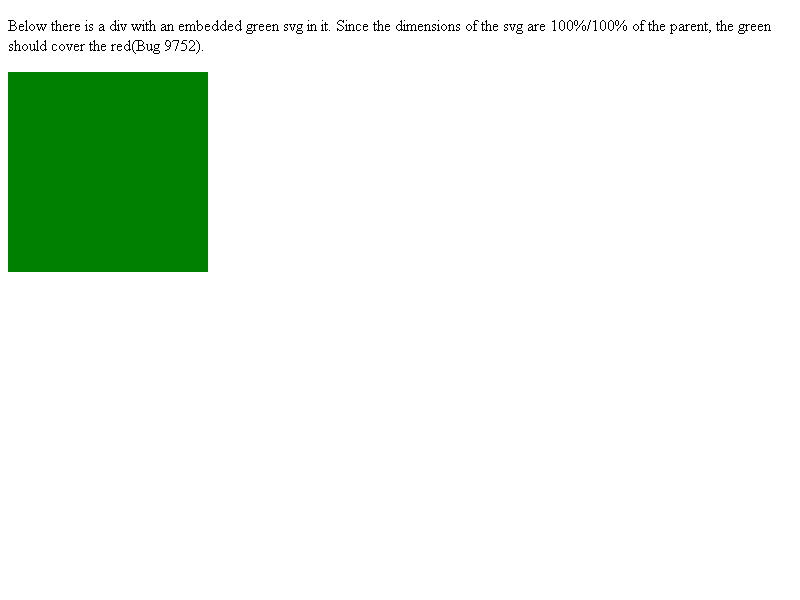 Below there is a div with an embedded green svg in it. Since the dimensions of the svg are 100%/100% of the parent, the green
should cover the red(Bug 9752).